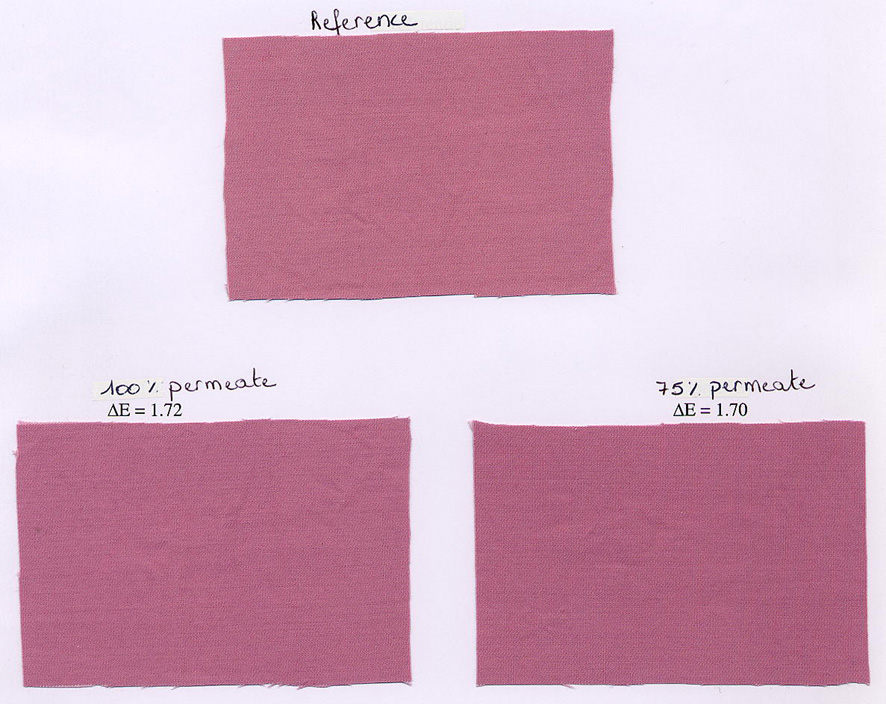 Reference
100% permeate
ΔE = 1.72
75% permeate
ΔE = 1.70